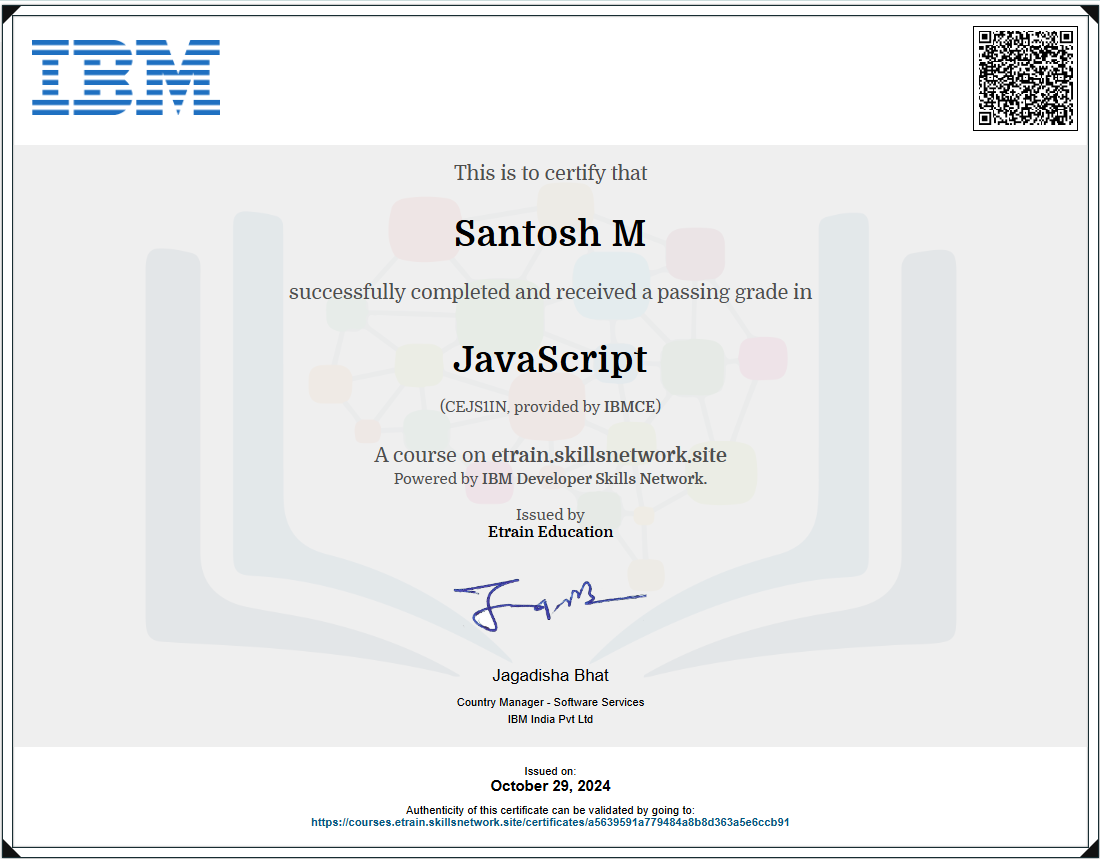 IBM
This is to certify that
Santosh M
successfully completed and received a passing grade in
JavaScript
(CEJS1IN, provided by IBMCE)
A course on etrain.skillsnetwork.site
Powered by IBM Developer Skills Network.
Issued by
Etrain Education
Jagadisha Bhat
Country Manager - Software Services
IBM India Pvt Ltd
Issued on:
October 29, 2024
Authenticity of this certificate can be validated by going to:
https://courses.etrain.skillsnetwork.site/certificates/a5639591a779484a8b8d363a5e6ccb91